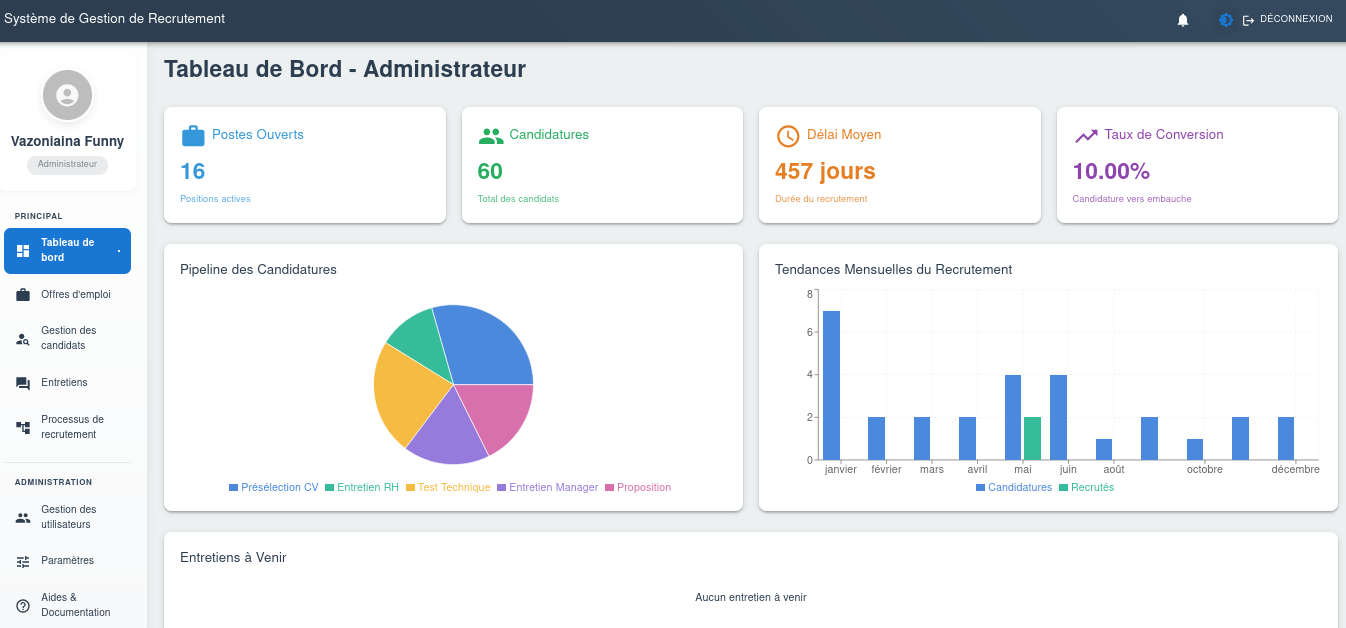 Système de Gestion de Recrutement
DÉCONNEXION
Vazoniaina Funny
Administrateur
PRINCIPAL
Tableau de
bord
Offres d'emploi
Gestion des
candidats
Entretiens
Processus de
recrutement
ADMINISTRATION
Gestion des
utilisateurs
Paramètres
Aides &
Documentation
Tableau de Bord - Administrateur
Postes Ouverts
16
Positions actives
Candidatures
60
Total des candidats
Délai Moyen
457 jours
Durée du recrutement
Taux de Conversion
10.00%
Candidature vers embauche
Pipeline des Candidatures
Présélection CV Entretien RH Test Technique Entretien Manager Proposition
Tendances Mensuelles du Recrutement
8
6
4
2
0
janvier février mars avril mai juin août octobre décembre
Candidatures Recrutés
Entretiens à Venir
Aucun entretien à venir